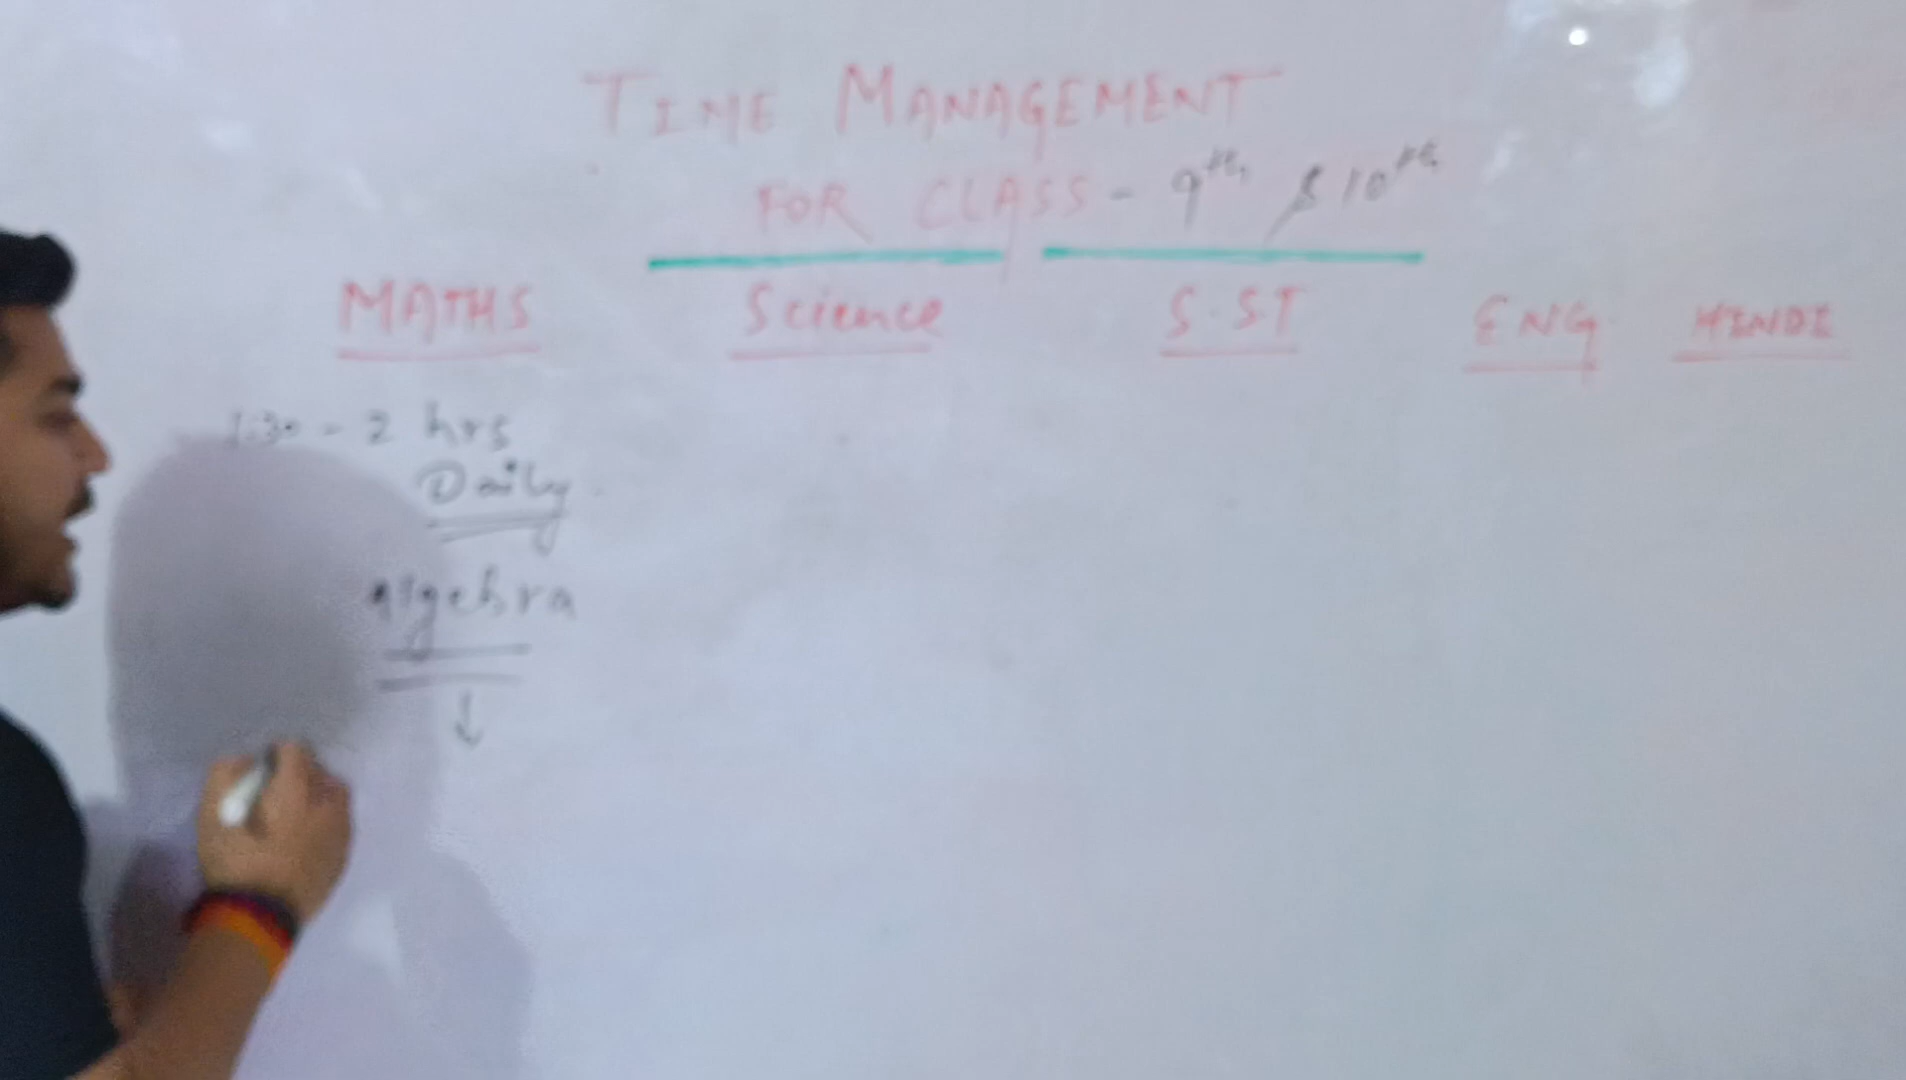 TIME MANAGEMENT
FOR CLASS - 9th & 10th
MATHS Science S.ST ENG HINDI
1:30 - 2 hrs
Daily
algebra
↓